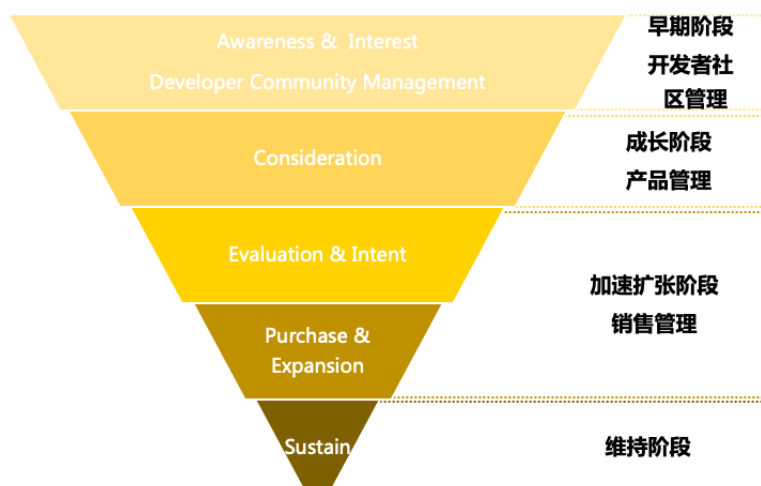 Awareness & Interest
Developer Community Management
早期阶段
开发者社
区管理
Consideration
成长阶段
产品管理
Evaluation & Intent
加速扩张阶段
销售管理
Purchase &
Expansion
Sustain
维持阶段